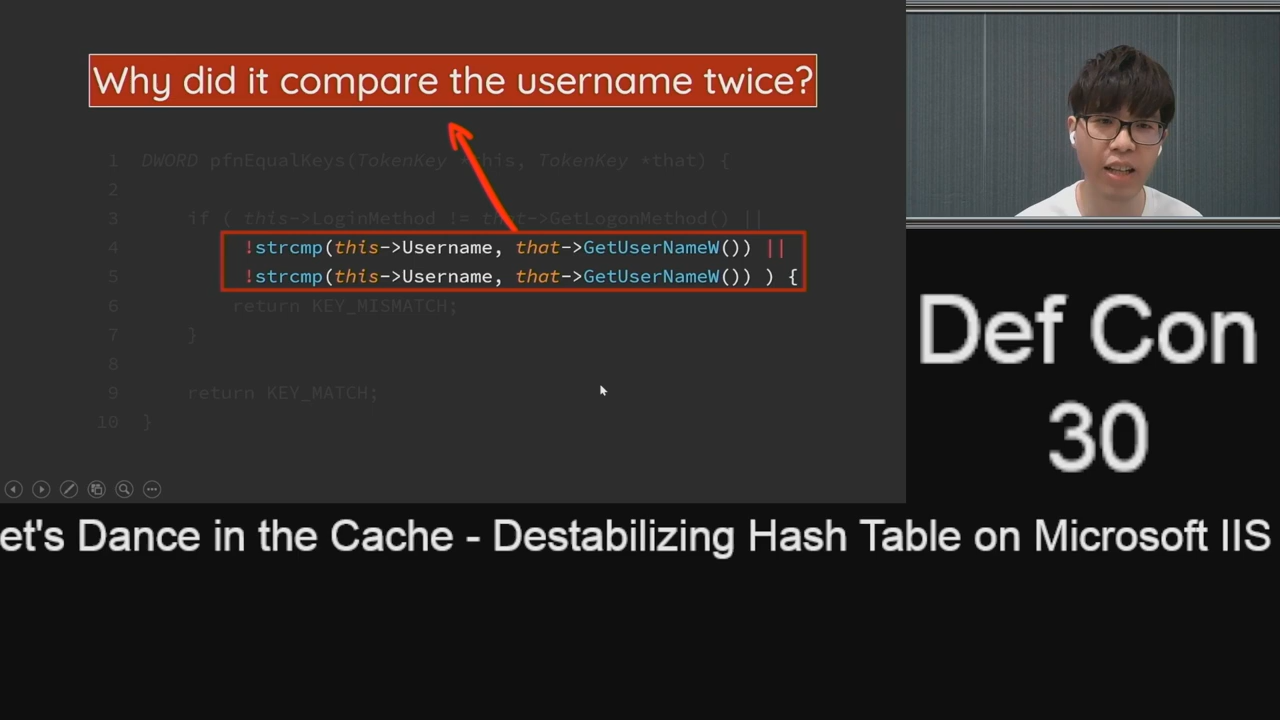 Why did it compare the username twice?
1 DWORD pfnEqualKeys(TokenKey *this, TokenKey *that) {
2
3 if ( this->LoginMethod != that->GetLogonMethod() ||
4 !strcmp(this->Username, that->GetUserNameW()) ||
5 !strcmp(this->Username, that->GetUserNameW()) ) {
6 return KEY_MISMATCH;
7 }
8
9 return KEY_MATCH;
10 }
Def Con
30
et's Dance in the Cache - Destabilizing Hash Table on Microsoft IIS